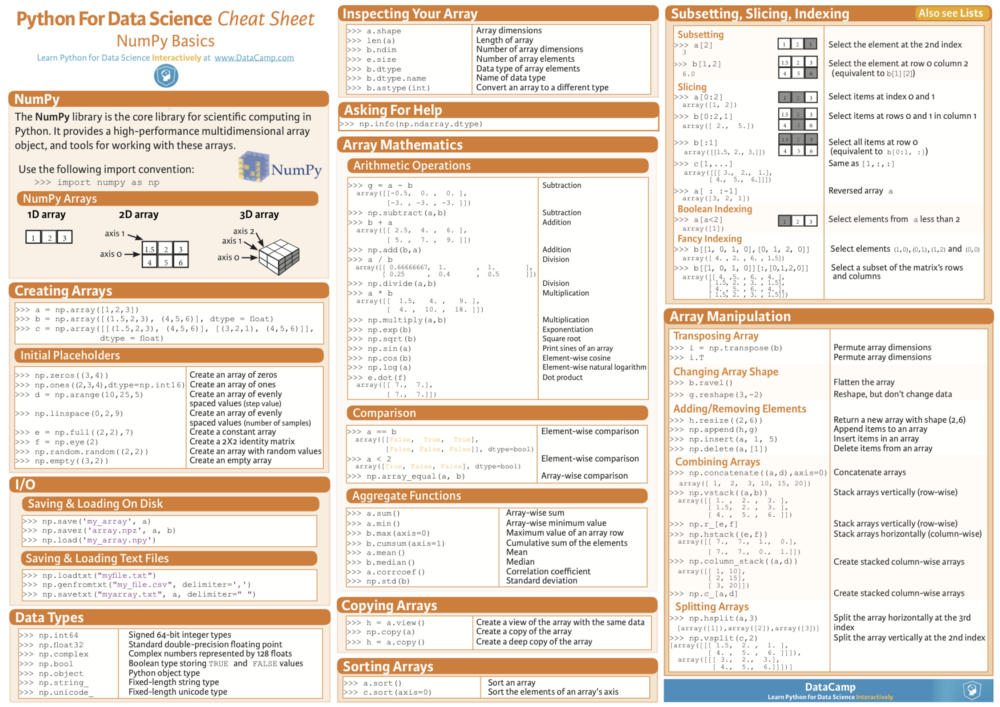 Python For Data Science Cheat Sheet
NumPy Basics
Learn Python for Data Science Interactively at www.DataCamp.com
NumPy
The NumPy library is the core library for scientific computing in
Python. It provides a high-performance multidimensional array
object, and tools for working with these arrays.
Use the following import convention:
>>> import numpy as np
NumPy
NumPy Arrays
1D array
2D array
3D array
1 2 3
axis 1
axis 0
1.5 2 3
4 5 6
axis 2
axis 1
axis 0
Creating Arrays
>>> a = np.array([1,2,3])
>>> b = np.array([(1.5,2,3), (4,5,6)], dtype = float)
>>> c = np.array([[(1.5,2,3), (4,5,6)], [(3,2,1), (4,5,6)]],
dtype = float)
Initial Placeholders
>>> np.zeros((3,4)) Create an array of zeros
>>> np.ones((2,3,4),dtype=np.int16) Create an array of ones
>>> d = np.arange(10,25,5) Create an array of evenly
spaced values (step value)
>>> np.linspace(0,2,9) Create an array of evenly
spaced values (number of samples)
>>> e = np.full((2,2),7) Create a constant array
>>> f = np.eye(2) Create a 2X2 identity matrix
>>> np.random.random((2,2)) Create an array with random values
>>> np.empty((3,2)) Create an empty array
I/O
Saving & Loading On Disk
>>> np.save('my_array', a)
>>> np.savez('array.npz', a, b)
>>> np.load('my_array.npy')
Saving & Loading Text Files
>>> np.loadtxt("myfile.txt")
>>> np.genfromtxt("my_file.csv", delimiter=',')
>>> np.savetxt("myarray.txt", a, delimiter=" ")
Data Types
>>> np.int64 Signed 64-bit integer types
>>> np.float32 Standard double-precision floating point
>>> np.complex Complex numbers represented by 128 floats
>>> np.bool Boolean type storing TRUE and FALSE values
>>> np.object Python object type
>>> np.string_ Fixed-length string type
>>> np.unicode_ Fixed-length unicode type
Inspecting Your Array
>>> a.shape Array dimensions
>>> len(a) Length of array
>>> b.ndim Number of array dimensions
>>> e.size Number of array elements
>>> b.dtype Data type of array elements
>>> b.dtype.name Name of data type
>>> b.astype(int) Convert an array to a different type
Asking For Help
>>> np.info(np.ndarray.dtype)
Array Mathematics
Arithmetic Operations
>>> g = a - b Subtraction
array([[-0.5, 0. , 0. ],
[-3. , -3. , -3. ]])
>>> np.subtract(a,b) Subtraction
>>> b + a Addition
array([[ 2.5, 4. , 6. ],
[ 5. , 7. , 9. ]])
>>> np.add(b,a) Addition
>>> a / b Division
array([[ 0.66666667, 1. , 1. ],
[ 0.25 , 0.4 , 0.5 ]])
>>> np.divide(a,b) Division
>>> a * b Multiplication
array([[ 1.5, 4. , 9. ],
[ 4. , 10. , 18. ]])
>>> np.multiply(a,b) Multiplication
>>> np.exp(b) Exponentiation
>>> np.sqrt(b) Square root
>>> np.sin(a) Print sines of an array
>>> np.cos(b) Element-wise cosine
>>> np.log(a) Element-wise natural logarithm
>>> e.dot(f) Dot product
array([[ 7., 7.],
[ 7., 7.]])
Comparison
>>> a == b Element-wise comparison
array([[False, True, True],
[False, False, False]], dtype=bool)
>>> a < 2 Element-wise comparison
array([True, False, False], dtype=bool)
>>> np.array_equal(a, b) Array-wise comparison
Aggregate Functions
>>> a.sum() Array-wise sum
>>> a.min() Array-wise minimum value
>>> b.max(axis=0) Maximum value of an array row
>>> b.cumsum(axis=1) Cumulative sum of the elements
>>> a.mean() Mean
>>> b.median() Median
>>> a.corrcoef() Correlation coefficient
>>> np.std(b) Standard deviation
Copying Arrays
>>> h = a.view() Create a view of the array with the same data
>>> np.copy(a) Create a copy of the array
>>> h = a.copy() Create a deep copy of the array
Sorting Arrays
>>> a.sort() Sort an array
>>> c.sort(axis=0) Sort the elements of an array's axis
Subsetting, Slicing, Indexing
Also see Lists
Subsetting
>>> a[2] 1 2 3 Select the element at the 2nd index
3
>>> b[1,2] 1.5 2 3 Select the element at row 0 column 2
6.0 4 5 6 (equivalent to b[1][2])
Slicing
>>> a[0:2] 1 2 3 Select items at index 0 and 1
array([1, 2])
>>> b[0:2,1] 1.5 2 3 Select items at rows 0 and 1 in column 1
array([ 2., 5.]) 4 5 6
>>> b[:1] 1.5 2 3 Select all items at row 0
array([[1.5, 2., 3.]]) 4 5 6 (equivalent to b[0:1, :])
>>> c[1,...] Same as [1,:,:]
array([[[ 3., 2., 1.],
[ 4., 5., 6.]]])
>>> a[ : :-1] Reversed array a
array([3, 2, 1])
Boolean Indexing
>>> a[a<2] 1 2 3 Select elements from a less than 2
array([1])
Fancy Indexing
>>> b[[1, 0, 1, 0],[0, 1, 2, 0]] Select elements (1,0),(0,1),(1,2) and (0,0)
array([ 4. , 2. , 6. , 1.5])
>>> b[[1, 0, 1, 0]][:,[0,1,2,0]] Select a subset of the matrix's rows
array([[ 4. ,5. , 6. , 4. ], and columns
[ 1.5, 2. , 3. , 1.5],
[ 4. , 5. , 6. , 4. ],
[ 1.5, 2. , 3. , 1.5]])
Array Manipulation
Transposing Array
>>> i = np.transpose(b) Permute array dimensions
>>> i.T Permute array dimensions
Changing Array Shape
>>> b.ravel() Flatten the array
>>> g.reshape(3,-2) Reshape, but don't change data
Adding/Removing Elements
>>> h.resize((2,6)) Return a new array with shape (2,6)
>>> np.append(h,g) Append items to an array
>>> np.insert(a, 1, 5) Insert items in an array
>>> np.delete(a,[1]) Delete items from an array
Combining Arrays
>>> np.concatenate((a,d),axis=0) Concatenate arrays
array([ 1, 2, 3, 10, 15, 20])
>>> np.vstack((a,b)) Stack arrays vertically (row-wise)
array([[ 1. , 2. , 3. ],
[ 1.5, 2. , 3. ],
[ 4. , 5. , 6. ]])
>>> np.r_[e,f] Stack arrays vertically (row-wise)
>>> np.hstack((e,f)) Stack arrays horizontally (column-wise)
array([[ 7., 7., 1., 0.],
[ 7., 7., 0., 1.]])
>>> np.column_stack((a,d)) Create stacked column-wise arrays
array([[ 1, 10],
[ 2, 15],
[ 3, 20]])
>>> np.c_[a,d] Create stacked column-wise arrays
Splitting Arrays
>>> np.hsplit(a,3) Split the array horizontally at the 3rd
[array([1]),array([2]),array([3])] index
>>> np.vsplit(c,2) Split the array vertically at the 2nd index
[array([[[ 1.5, 2. , 1. ],
[ 4. , 5. , 6. ]]]),
array([[[ 3., 2., 3.],
[ 4., 5., 6.]]])]
DataCamp
Learn Python for Data Science Interactively